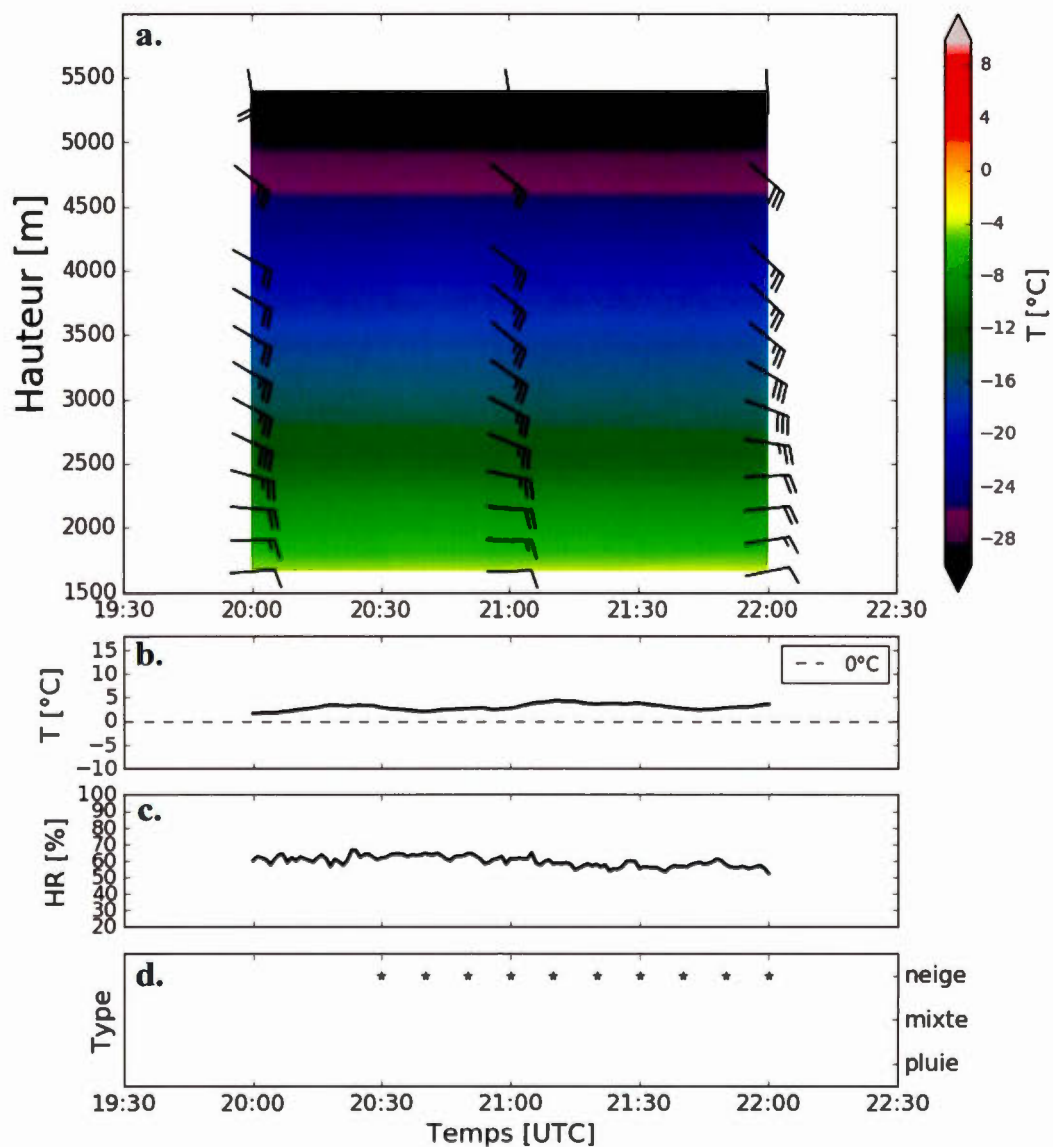 a.
Hauteur [m]
5500
5000
4500
4000
3500
3000
2500
2000
1500
19:30 20:00 20:30 21:00 21:30 22:00 22:30
8
4
0
−4
−8
−12
−16
−20
−24
−28
T [°C]
b.
T [°C]
15
10
5
0
−5
−10
0°C
c.
HR [%]
100
90
80
70
60
50
40
30
20
d.
Type
neige
mixte
pluie
19:30 20:00 20:30 21:00 21:30 22:00 22:30
Temps [UTC]